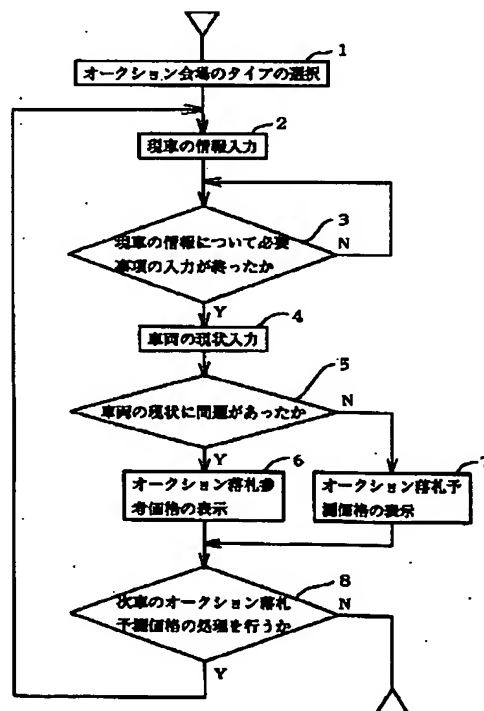 1
オークション会場のタイプの選択
2
現車の情報入力
3
現車の情報について必要
事項の入力が終ったか
N
Y
4
車両の現状入力
5
車両の現状に問題があったか
N
Y
6
オークション落札参
考価格の表示
7
オークション落札予
測価格の表示
8
次車のオークション落札
予測価格の処理を行うか
N
Y